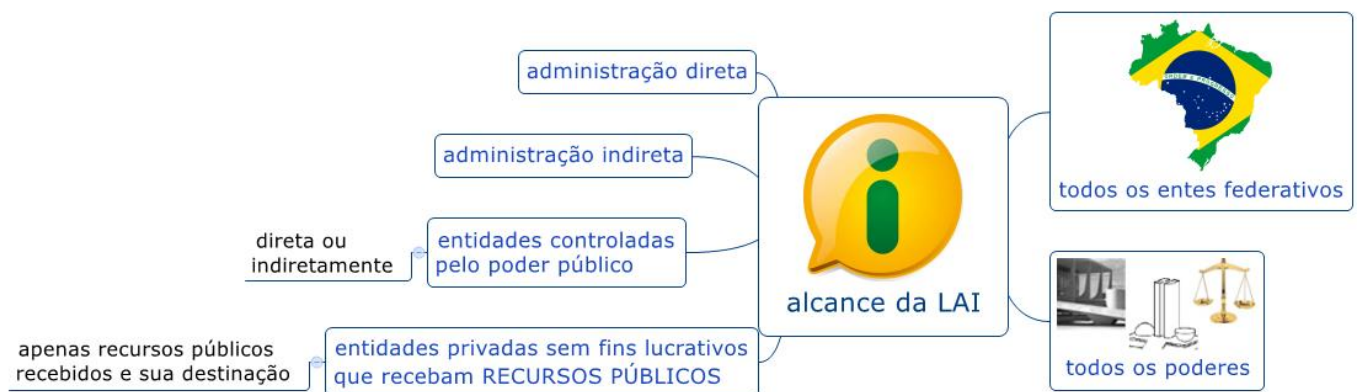 administração direta
administração indireta
direta ou
indiretamente
entidades controladas
pelo poder público
apenas recursos públicos
recebidos e sua destinação
entidades privadas sem fins lucrativos
que recebam RECURSOS PÚBLICOS
alcance da LAI
todos os entes federativos
todos os poderes